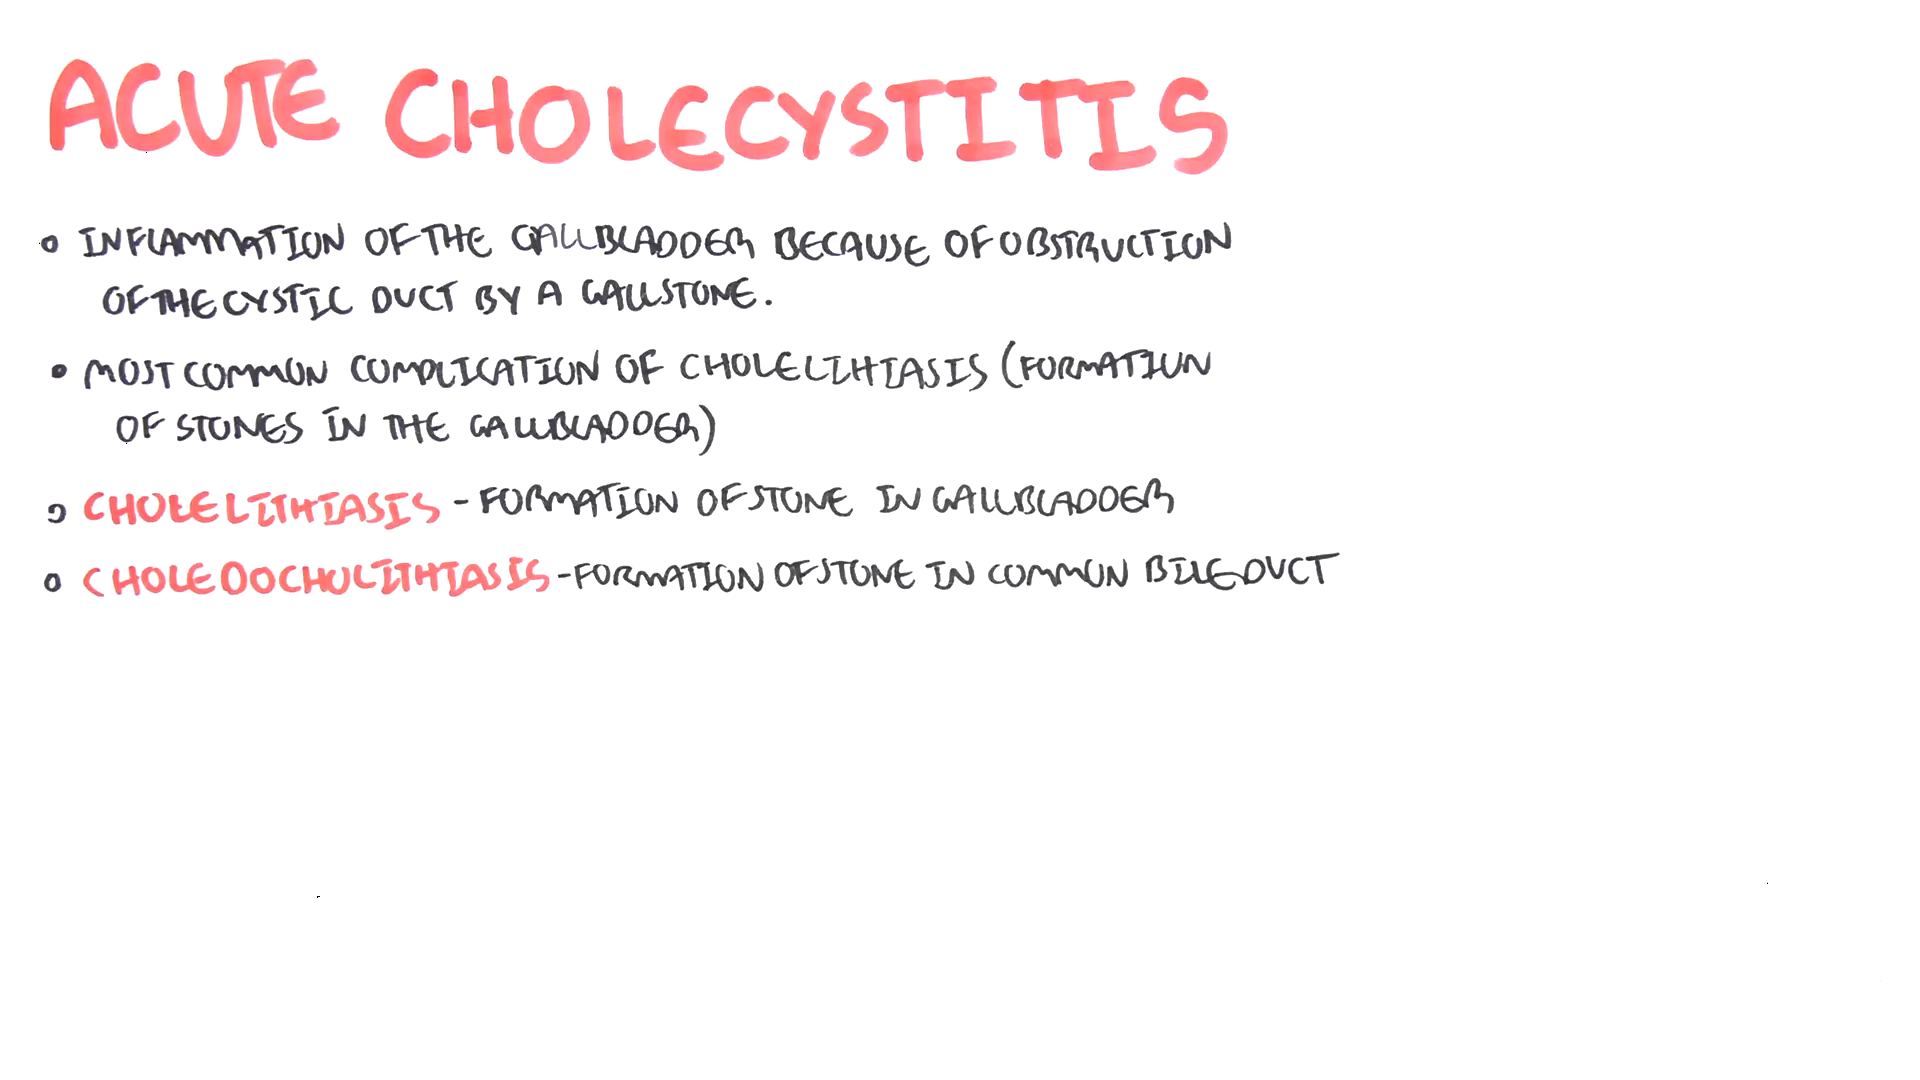 ACUTE CHOLECYSTITIS
INFLAMMATION OF THE GALLBLADDER BECAUSE OF OBSTRUCTION
OF THE CYSTIC DUCT BY A GALLSTONE.
MOST COMMON COMPLICATION OF CHOLELITHIASIS (FORMATION
OF STONES IN THE GALLBLADDER)
CHOLELITHIASIS - FORMATION OF STONE IN GALLBLADDER
CHOLEDOCHOLITHIASIS - FORMATION OF STONE IN COMMON BILE DUCT